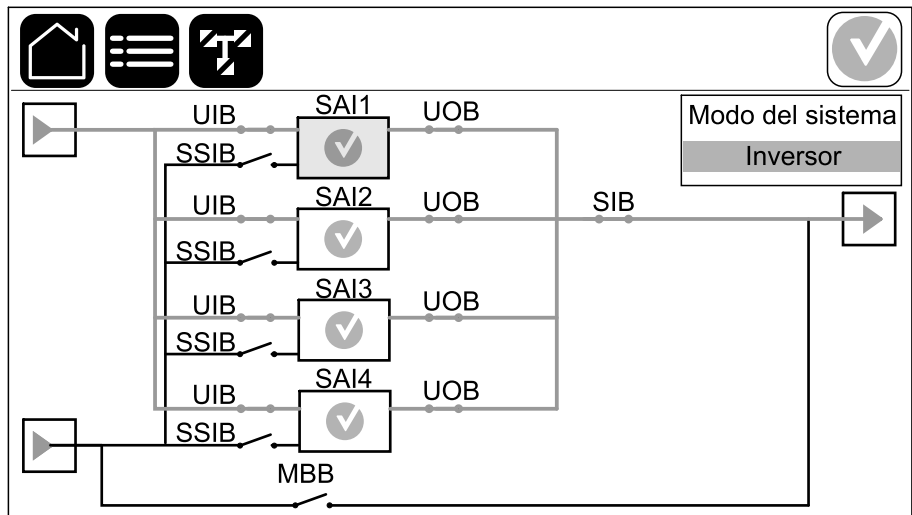 UIB
SAI1
UOB
Modo del sistema
Inversor
SSIB
UIB
SAI2
UOB
SIB
SSIB
UIB
SAI3
UOB
SSIB
UIB
SAI4
UOB
SSIB
MBB